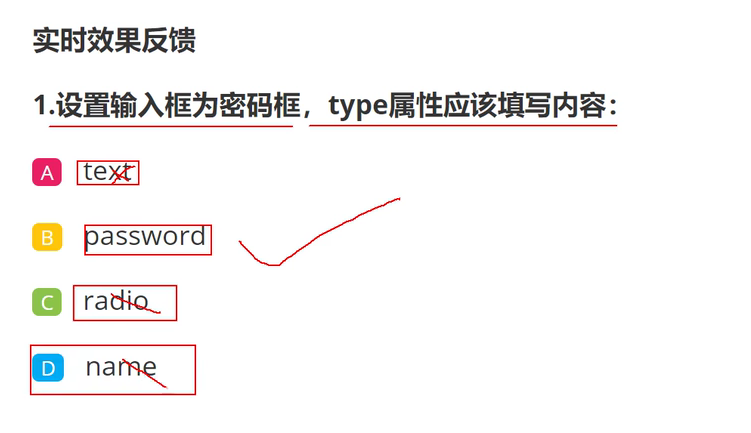 实时效果反馈
1.设置输入框为密码框，type属性应该填写内容：
A text
B password
C radio
D name